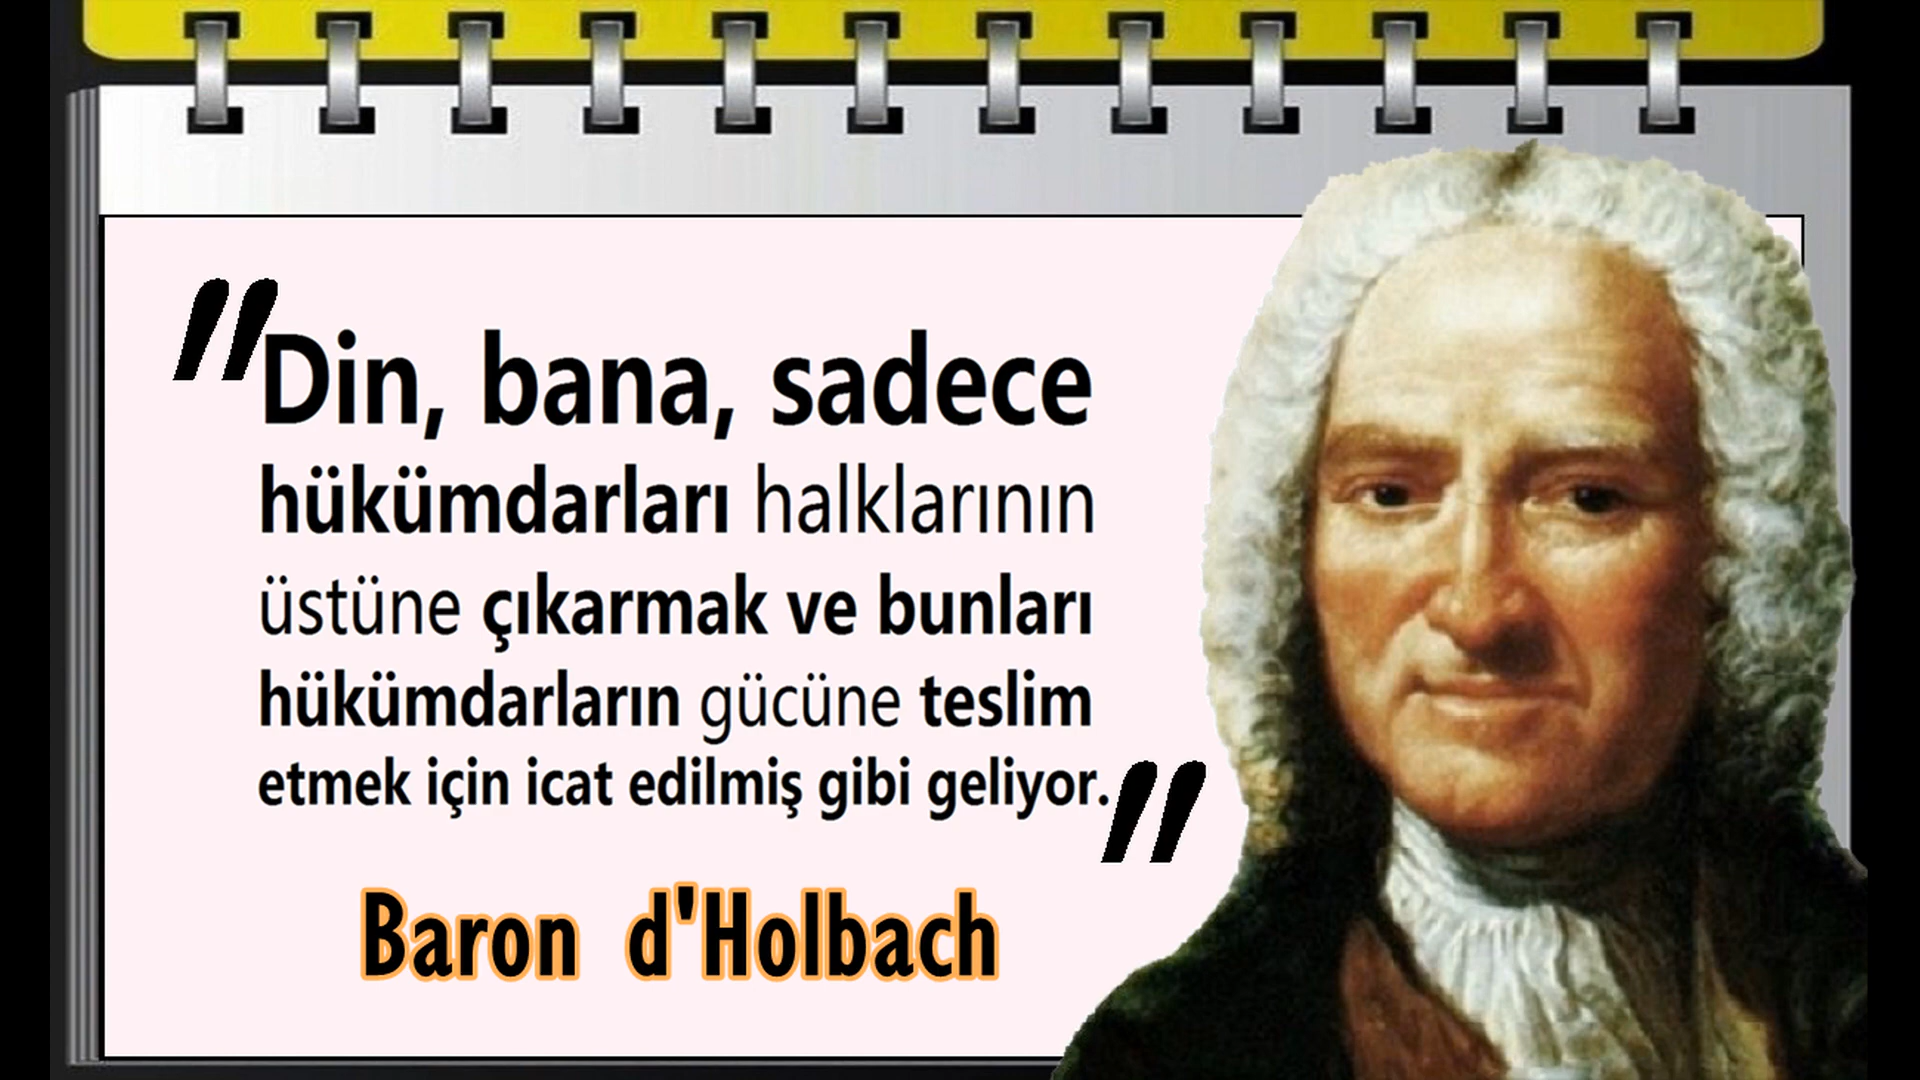 "Din, bana, sadece
hükümdarları halklarının
üstüne çıkarmak ve bunları
hükümdarların gücüne teslim
etmek için icat edilmiş gibi geliyor."
Baron d'Holbach